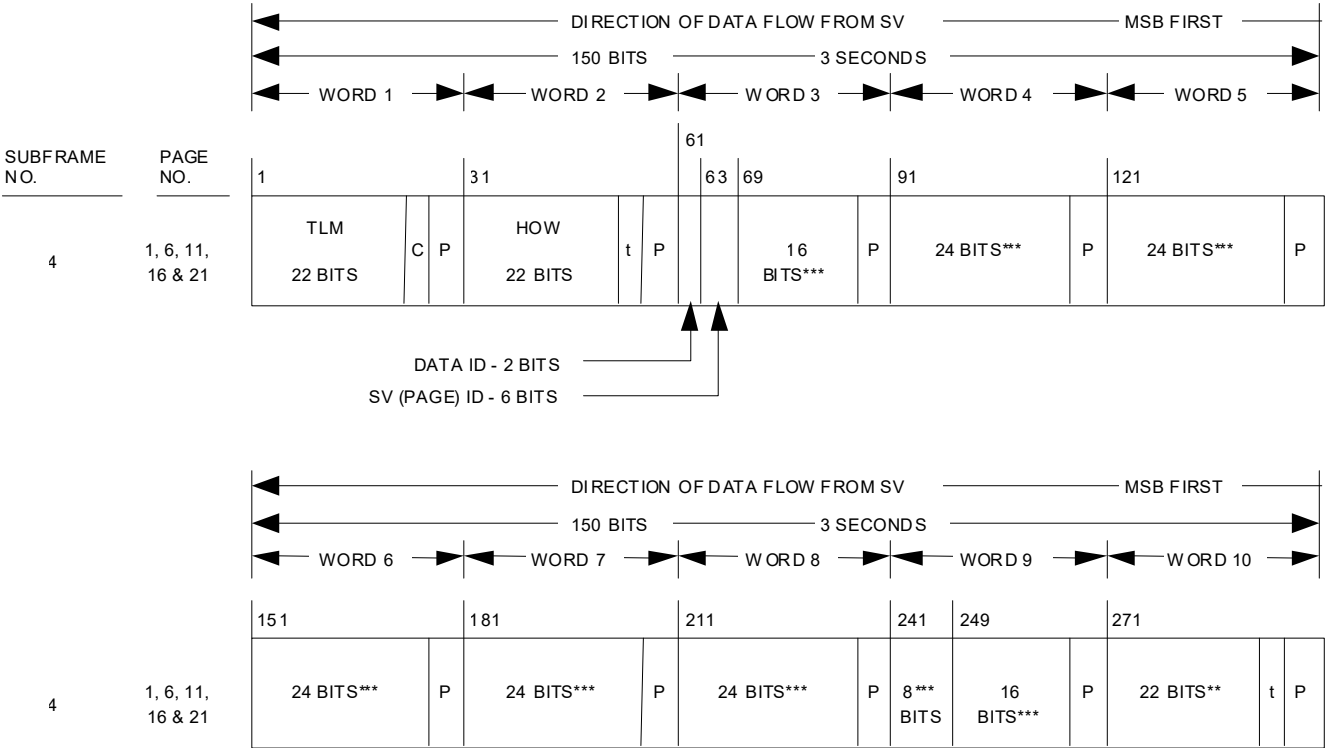 DIRECTION OF DATA FLOW FROM SV MSB FIRST
150 BITS 3 SECONDS
WORD 1 WORD 2 WORD 3 WORD 4 WORD 5
61
SUBFRAME PAGE
NO. NO. 1 31 63 69 91 121
TLM HOW
4 1, 6, 11, C P t P 16 P 24 BITS*** P 24 BITS*** P
16 & 21 22 BITS 22 BITS BITS***
DATA ID - 2 BITS
SV (PAGE) ID - 6 BITS
DIRECTION OF DATA FLOW FROM SV MSB FIRST
150 BITS 3 SECONDS
WORD 6 WORD 7 WORD 8 WORD 9 WORD 10
151 181 211 241 249 271
4 1, 6, 11, 24 BITS*** P 24 BITS*** P 24 BITS*** P 8*** 16 P 22 BITS** t P
16 & 21 BITS BITS***